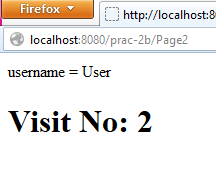 Firefox
http://localhost:8
localhost:8080/prac-2b/Page2
username = User
Visit No: 2